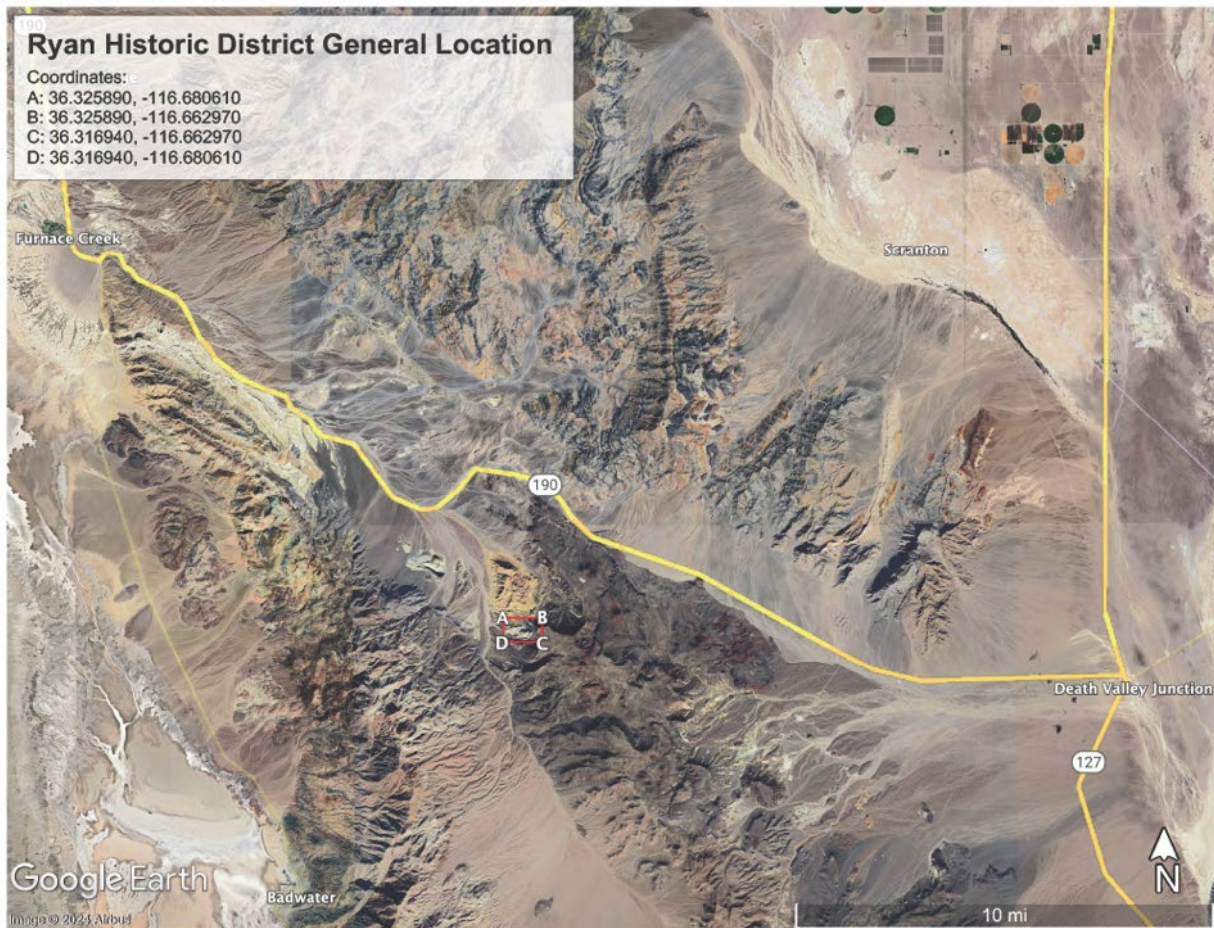 190
Ryan Historic District General Location
Coordinates:
A: 36.325890, -116.680610
B: 36.325890, -116.662970
C: 36.316940, -116.662970
D: 36.316940, -116.680610
Furnace Creek
Scranton
190
A B
D C
Death Valley Junction
127
N
Google Earth
Badwater
10 mi
Image © 2024 Airbus